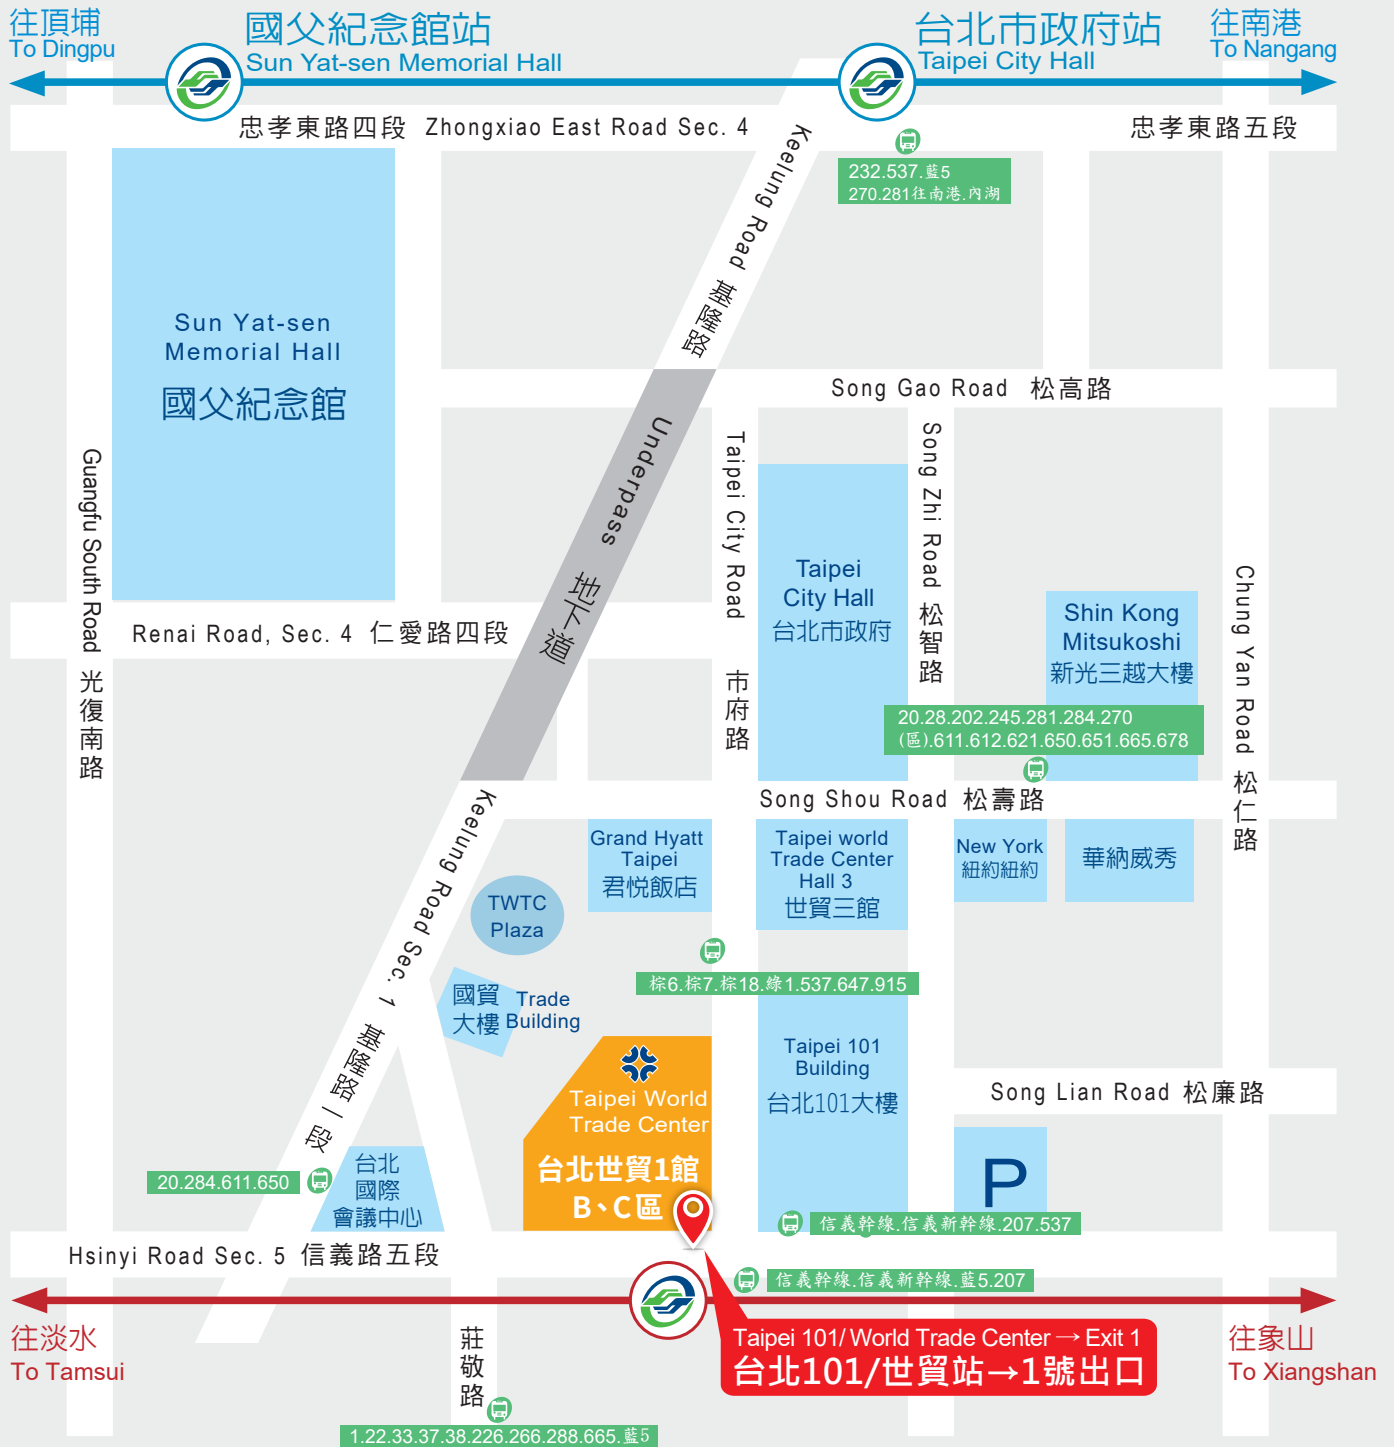 往頂埔
To Dingpu
國父紀念館站
Sun Yat-sen Memorial Hall
台北市政府站
Taipei City Hall
往南港
To Nangang
忠孝東路四段 Zhongxiao East Road Sec. 4
忠孝東路五段
Keelung Road 基隆路
232.537.藍5
270.281往南港.內湖
Sun Yat-sen
Memorial Hall
國父紀念館
Song Gao Road 松高路
Underpass 地下道
Guangfu South Road 光復南路
Taipei City Road 市府路
Song Zhi Road 松智路
Chung Yan Road 松仁路
Taipei
City Hall
台北市政府
Shin Kong
Mitsukoshi
新光三越大樓
Renai Road, Sec. 4 仁愛路四段
20.28.202.245.281.284.270
(區).611.612.621.650.651.665.678
Song Shou Road 松壽路
Keelung Road Sec. 1 基隆路一段
Grand Hyatt
Taipei
君悅飯店
Taipei world
Trade Center
Hall 3
世貿三館
New York
紐約紐約
華納威秀
TWTC
Plaza
棕6.棕7.棕18.綠1.537.647.915
國貿
大樓
Trade
Building
Taipei World
Trade Center
台北世貿1館
B、C區
Taipei 101
Building
台北101大樓
Song Lian Road 松廉路
P
20.284.611.650
台北
國際
會議中心
信義幹線.信義新幹線.207.537
Hsinyi Road Sec. 5 信義路五段
信義幹線.信義新幹線.藍5.207
往淡水
To Tamsui
莊敬路
Taipei 101/World Trade Center → Exit 1
台北101/世貿站→1號出口
往象山
To Xiangshan
1.22.33.37.38.226.266.288.665.藍5